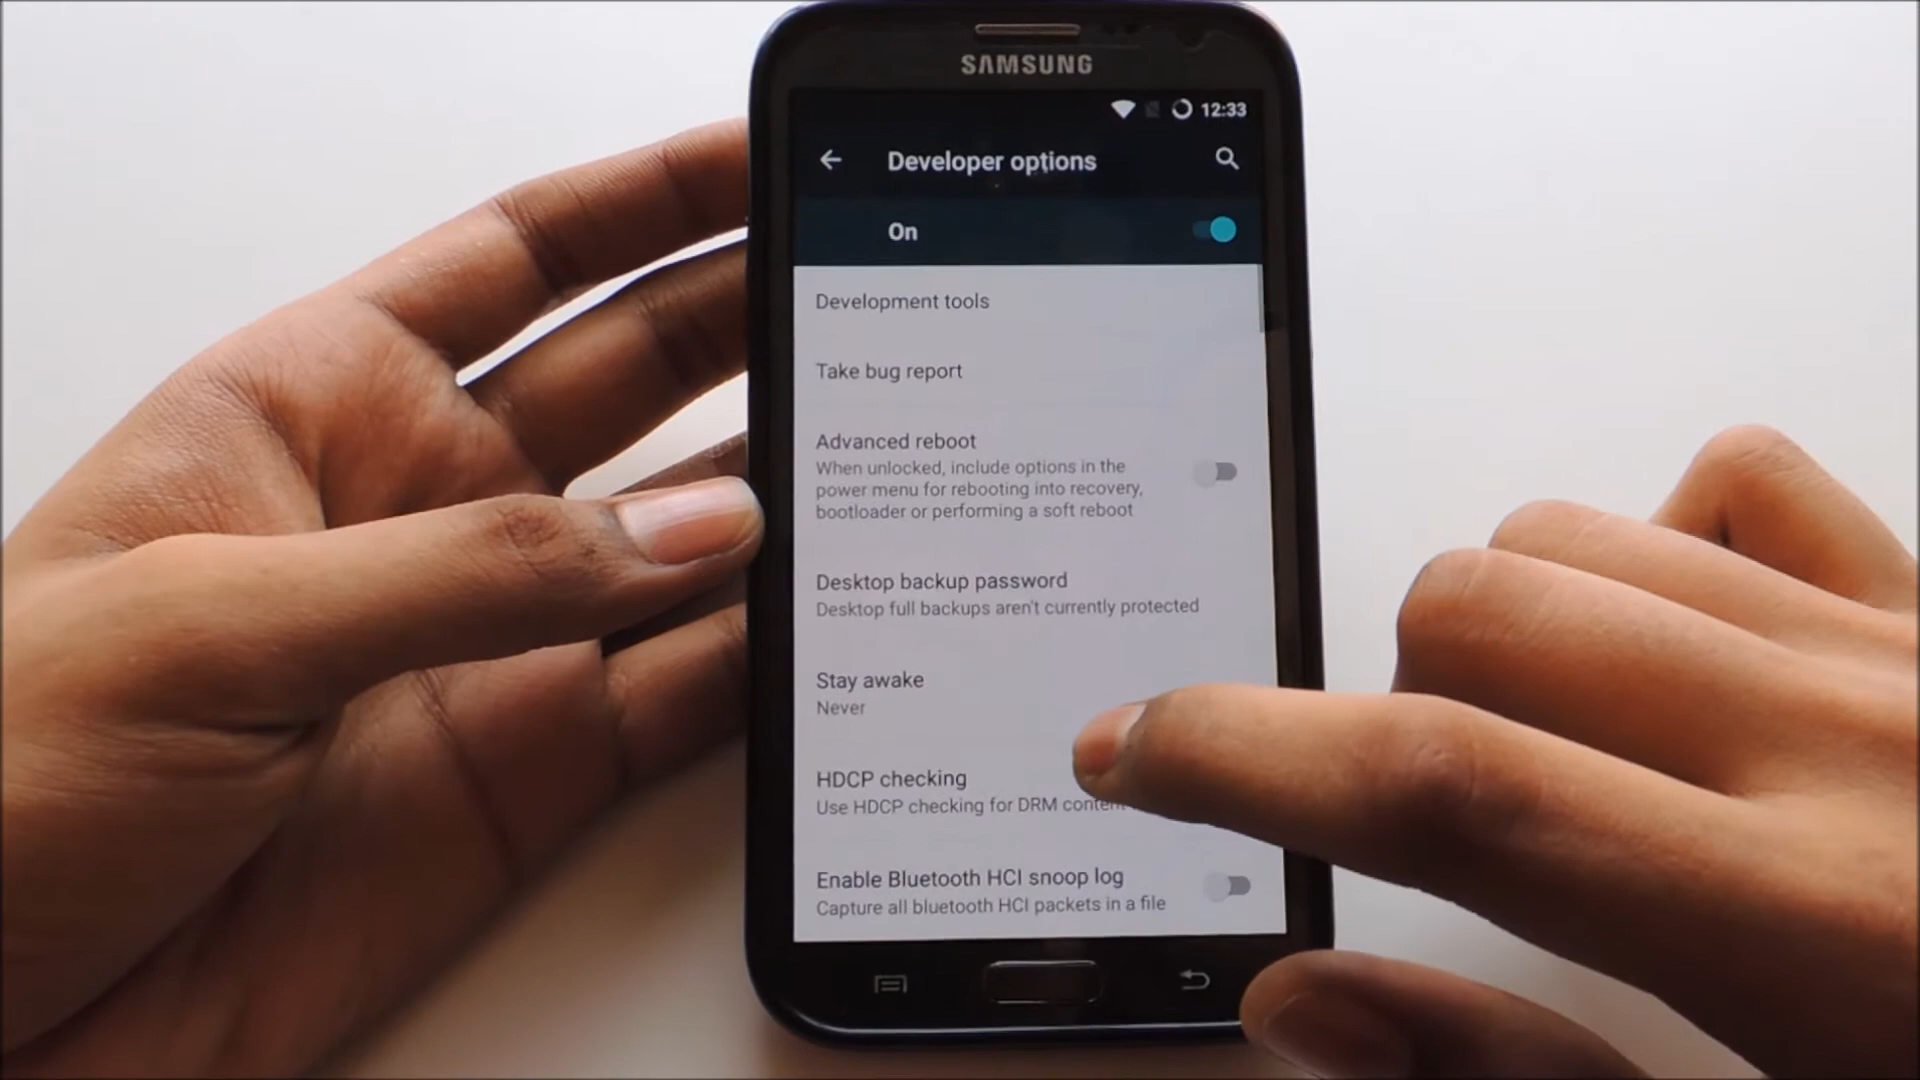 SAMSUNG
12:33
Developer options
On
Development tools
Take bug report
Advanced reboot
When unlocked, include options in the
power menu for rebooting into recovery,
bootloader or performing a soft reboot
Desktop backup password
Desktop full backups aren't currently protected
Stay awake
Never
HDCP checking
Use HDCP checking for DRM content
Enable Bluetooth HCI snoop log
Capture all bluetooth HCI packets in a file